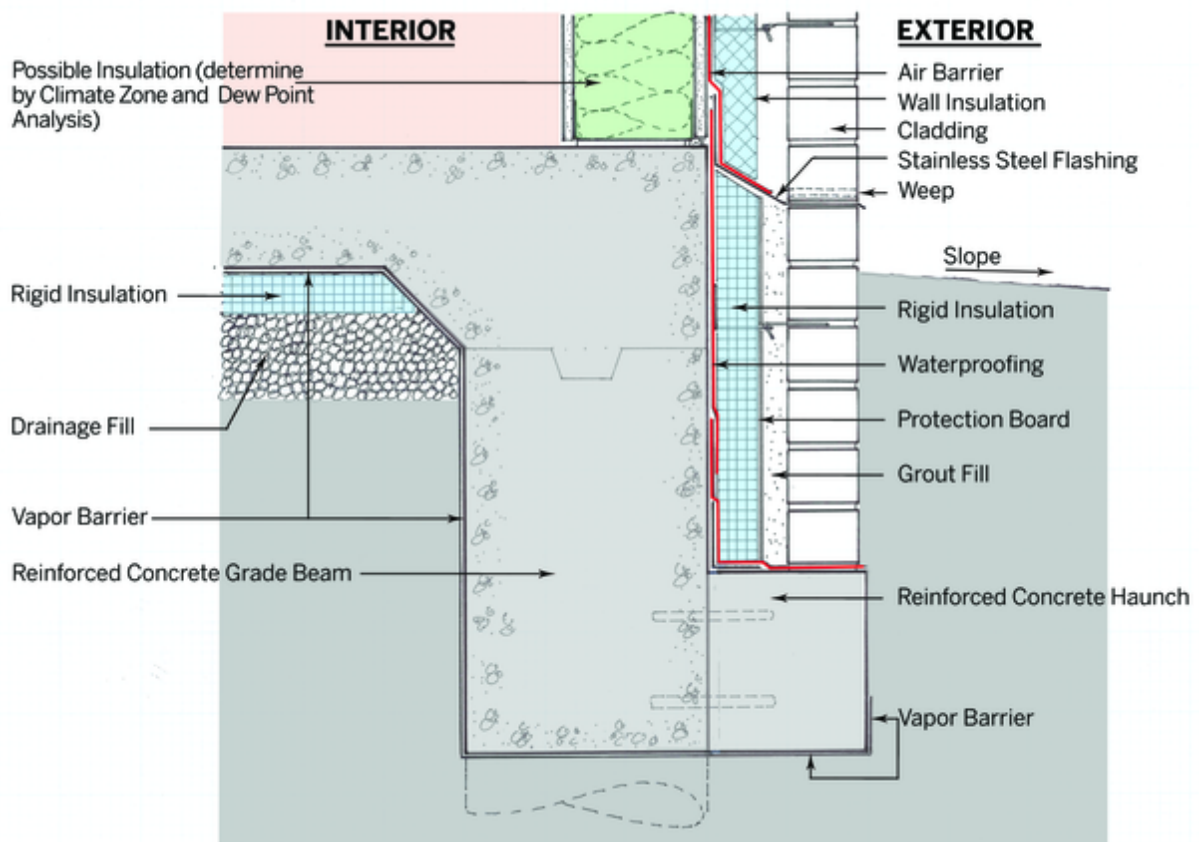 INTERIOR
EXTERIOR
Possible Insulation (determine
by Climate Zone and Dew Point
Analysis)
Air Barrier
Wall Insulation
Cladding
Stainless Steel Flashing
Weep
Slope
Rigid Insulation
Rigid Insulation
Waterproofing
Drainage Fill
Protection Board
Grout Fill
Vapor Barrier
Reinforced Concrete Grade Beam
Reinforced Concrete Haunch
Vapor Barrier